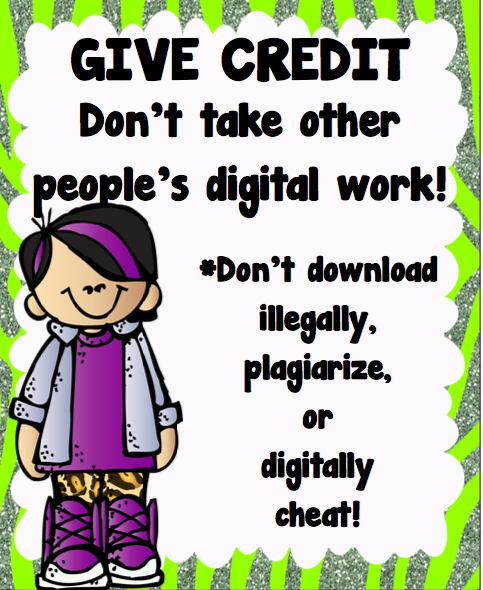 GIVE CREDIT
Don't take other
people's digital work!
*Don't download
illegally,
plagiarize,
or
digitally
cheat!